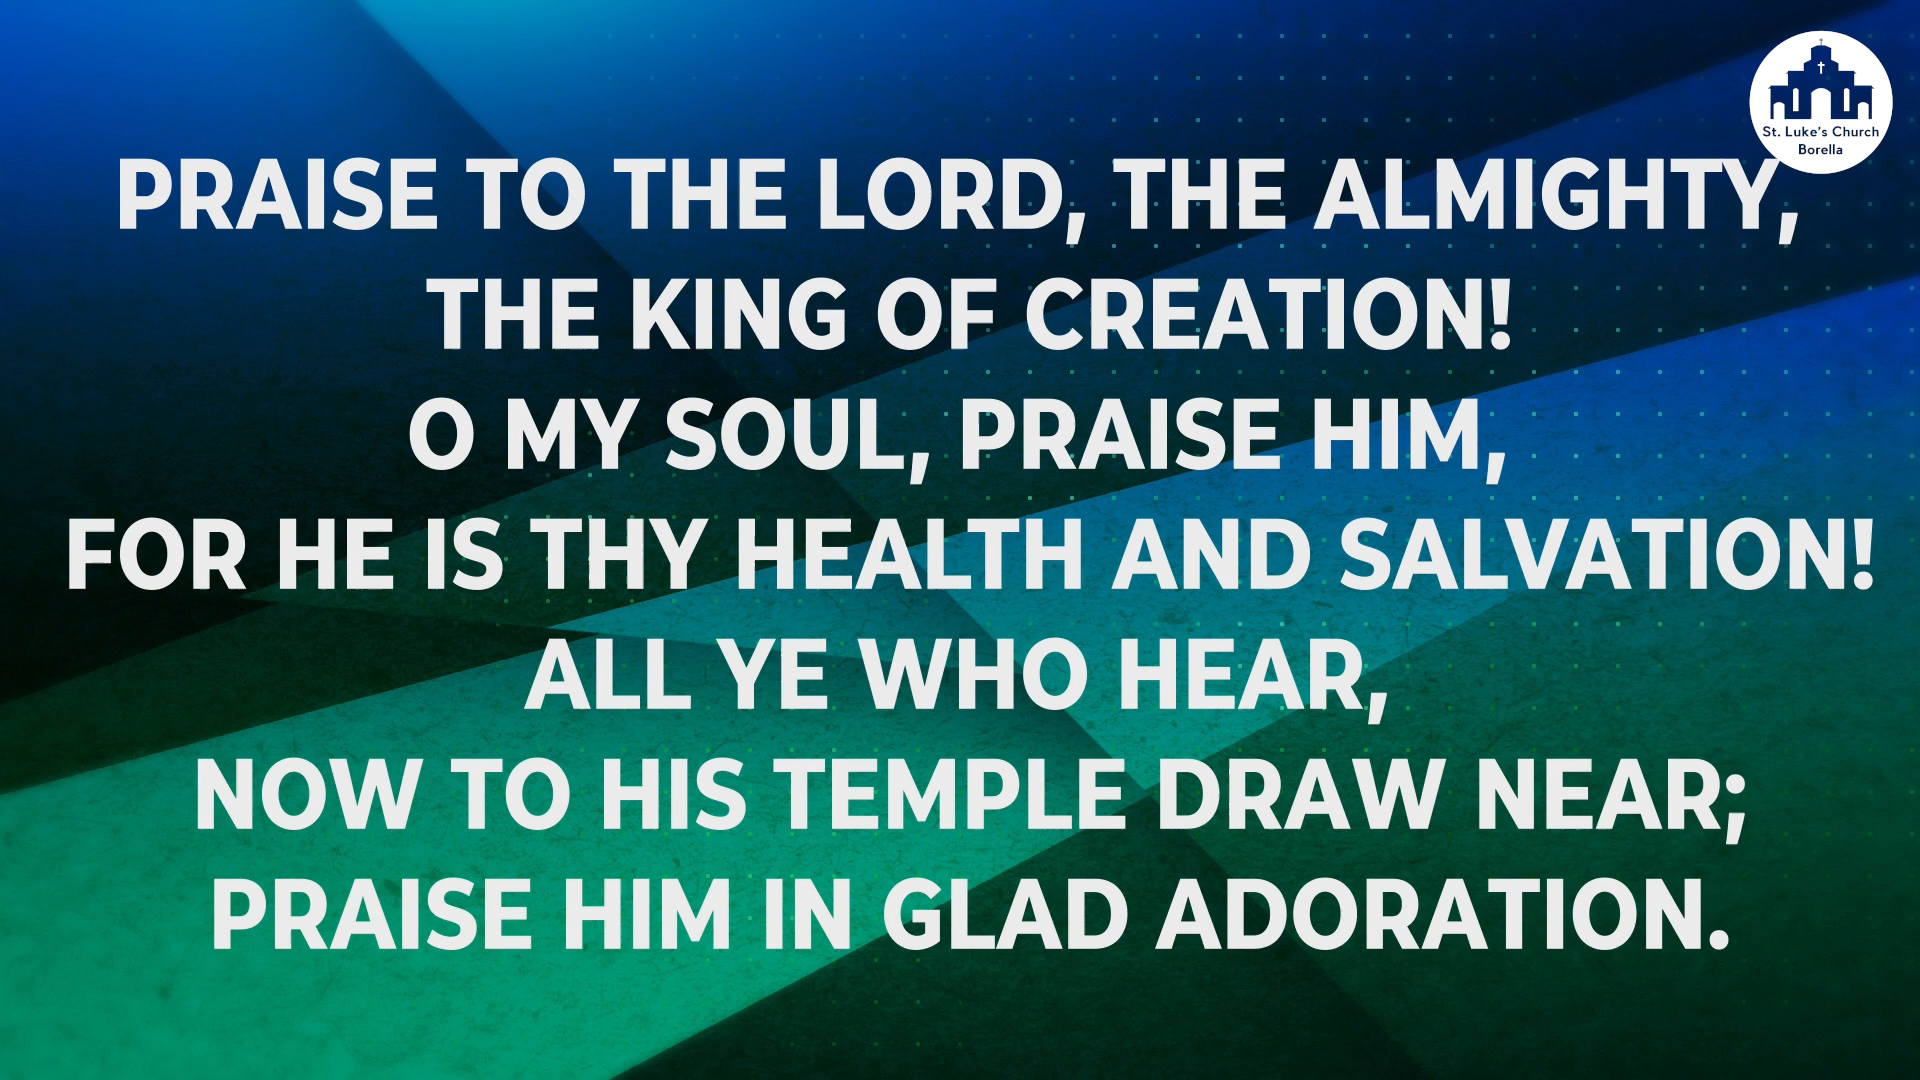 St. Luke's Church
Borella
PRAISE TO THE LORD, THE ALMIGHTY,
THE KING OF CREATION!
O MY SOUL, PRAISE HIM,
FOR HE IS THY HEALTH AND SALVATION!
ALL YE WHO HEAR,
NOW TO HIS TEMPLE DRAW NEAR;
PRAISE HIM IN GLAD ADORATION.